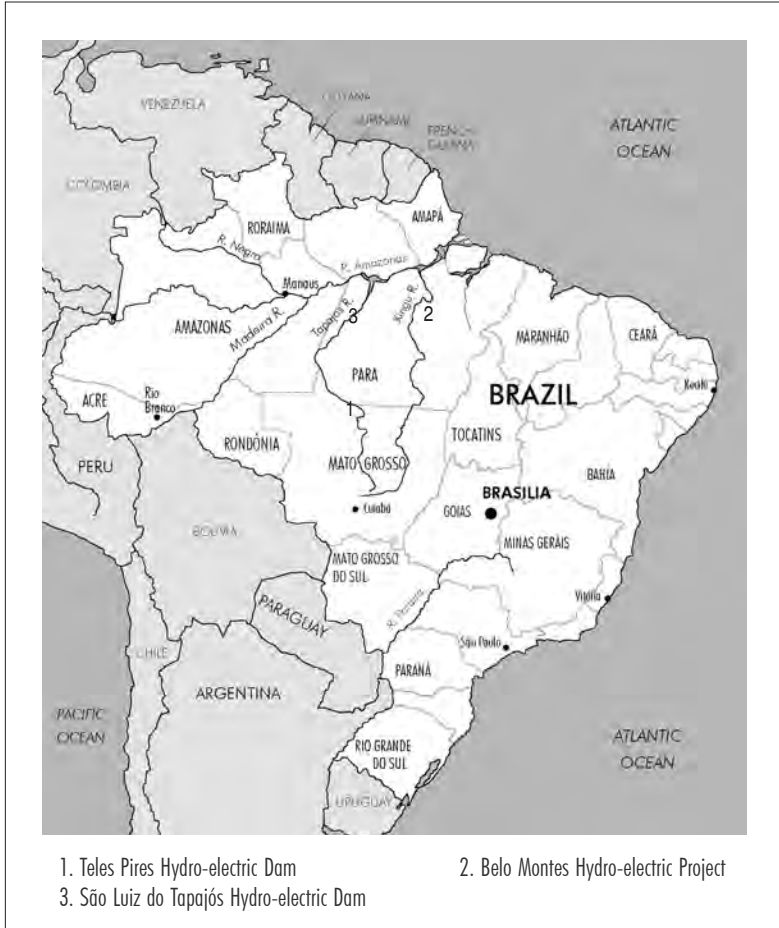 VENEZUELA
GUYANA
SURINAME
FRENCH
GUIANA
ATLANTIC
OCEAN
COLOMBIA
RORAIMA
AMAPÁ
R. Negro
R. Amazonas
Manaus
Tapajos R.
3
Xingu R.
2
AMAZONAS
Madeira R.
MARANHÃO
CEARÁ
PARA
BRAZIL
Recife
ACRE
Rio
Branco
1
RONDÔNIA
MATO GROSSO
TOCATINS
PERU
BAHIA
BRASILIA
Cuiabá
GOIAS
BOLIVIA
MINAS GERAIS
MATO GROSSO
DO SUL
R. Parana
Vitória
PARAGUAY
São Paulo
CHILE
PARANÁ
ARGENTINA
PACIFIC
OCEAN
RIO GRANDE
DO SUL
ATLANTIC
OCEAN
URUGUAY
1. Teles Pires Hydro-electric Dam
2. Belo Montes Hydro-electric Project
3. São Luiz do Tapajós Hydro-electric Dam